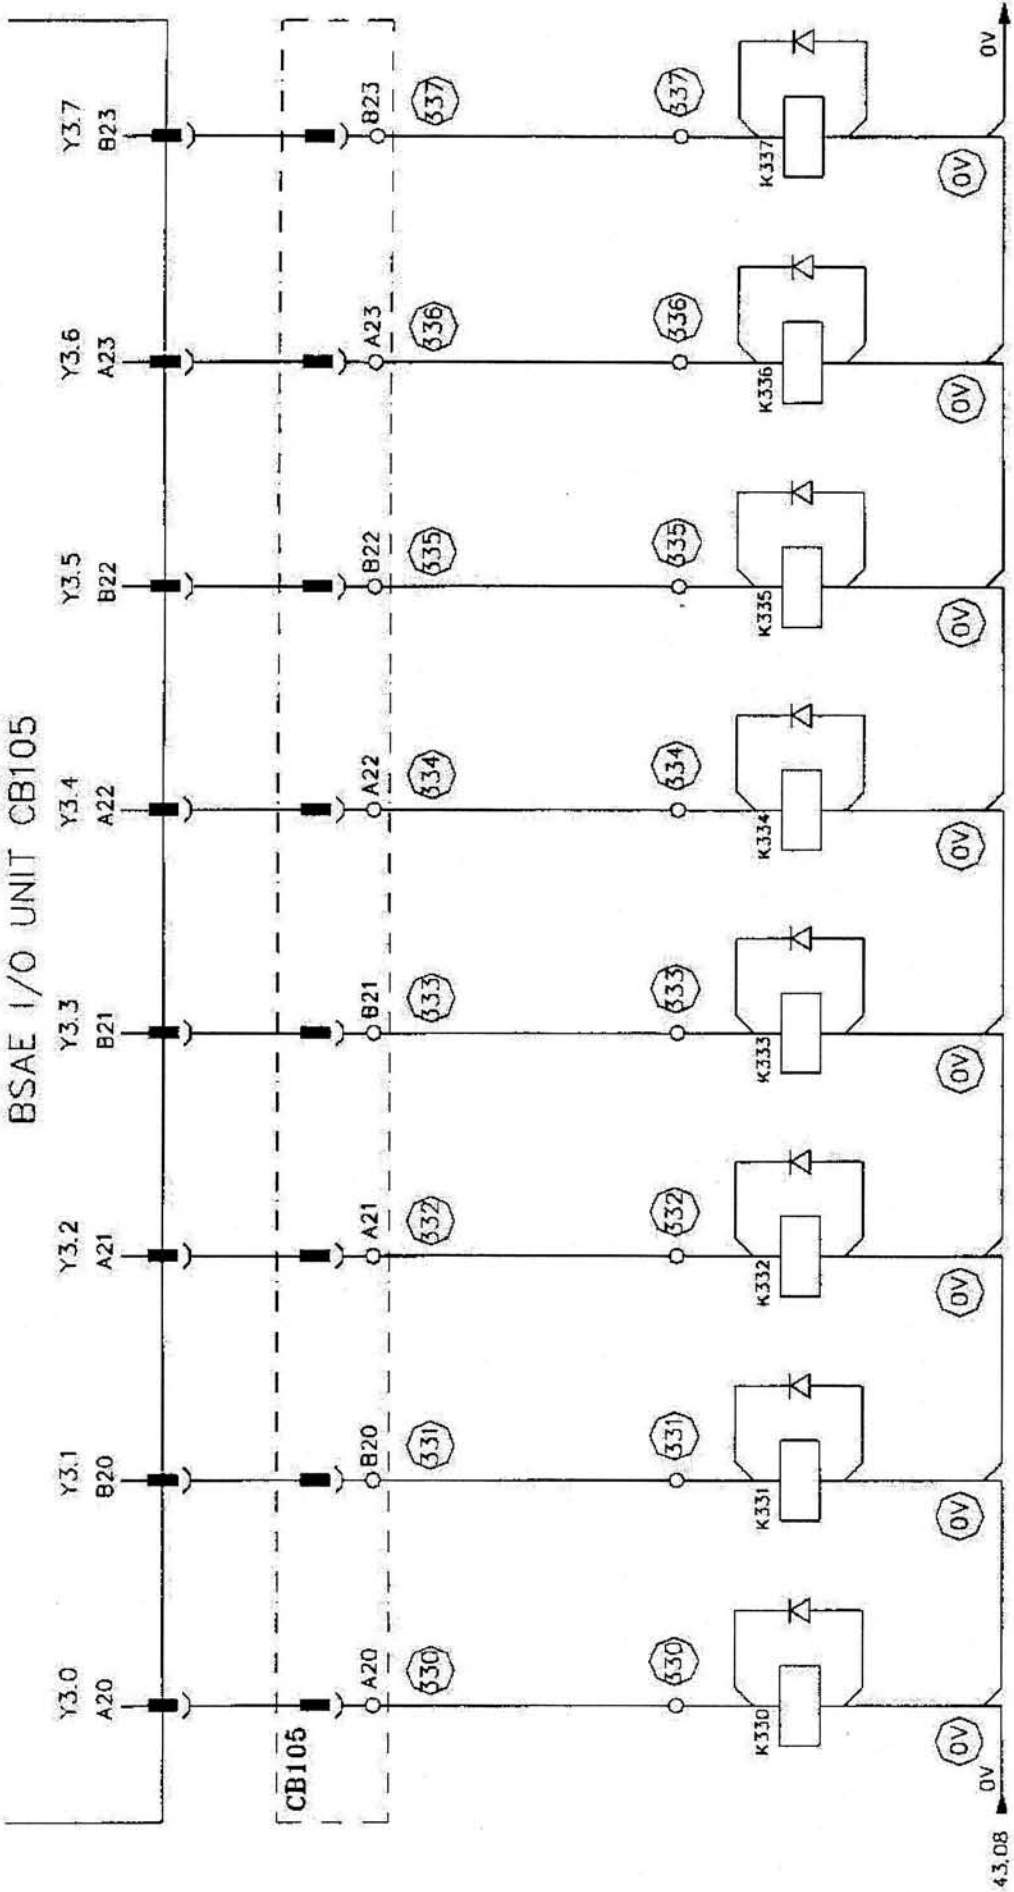 BSAE I/O UNIT CB105
Y3.0 Y3.1 Y3.2 Y3.3 Y3.4 Y3.5 Y3.6 Y3.7
A20 B20 A21 B21 A22 B22 A23 B23
CB105
A20 B20 A21 B21 A22 B22 A23 B23
330 331 332 333 334 335 336 337
330 331 332 333 334 335 336 337
K330 K331 K332 K333 K334 K335 K336 K337
0V 0V 0V 0V 0V 0V 0V 0V
0V 0V
43.08